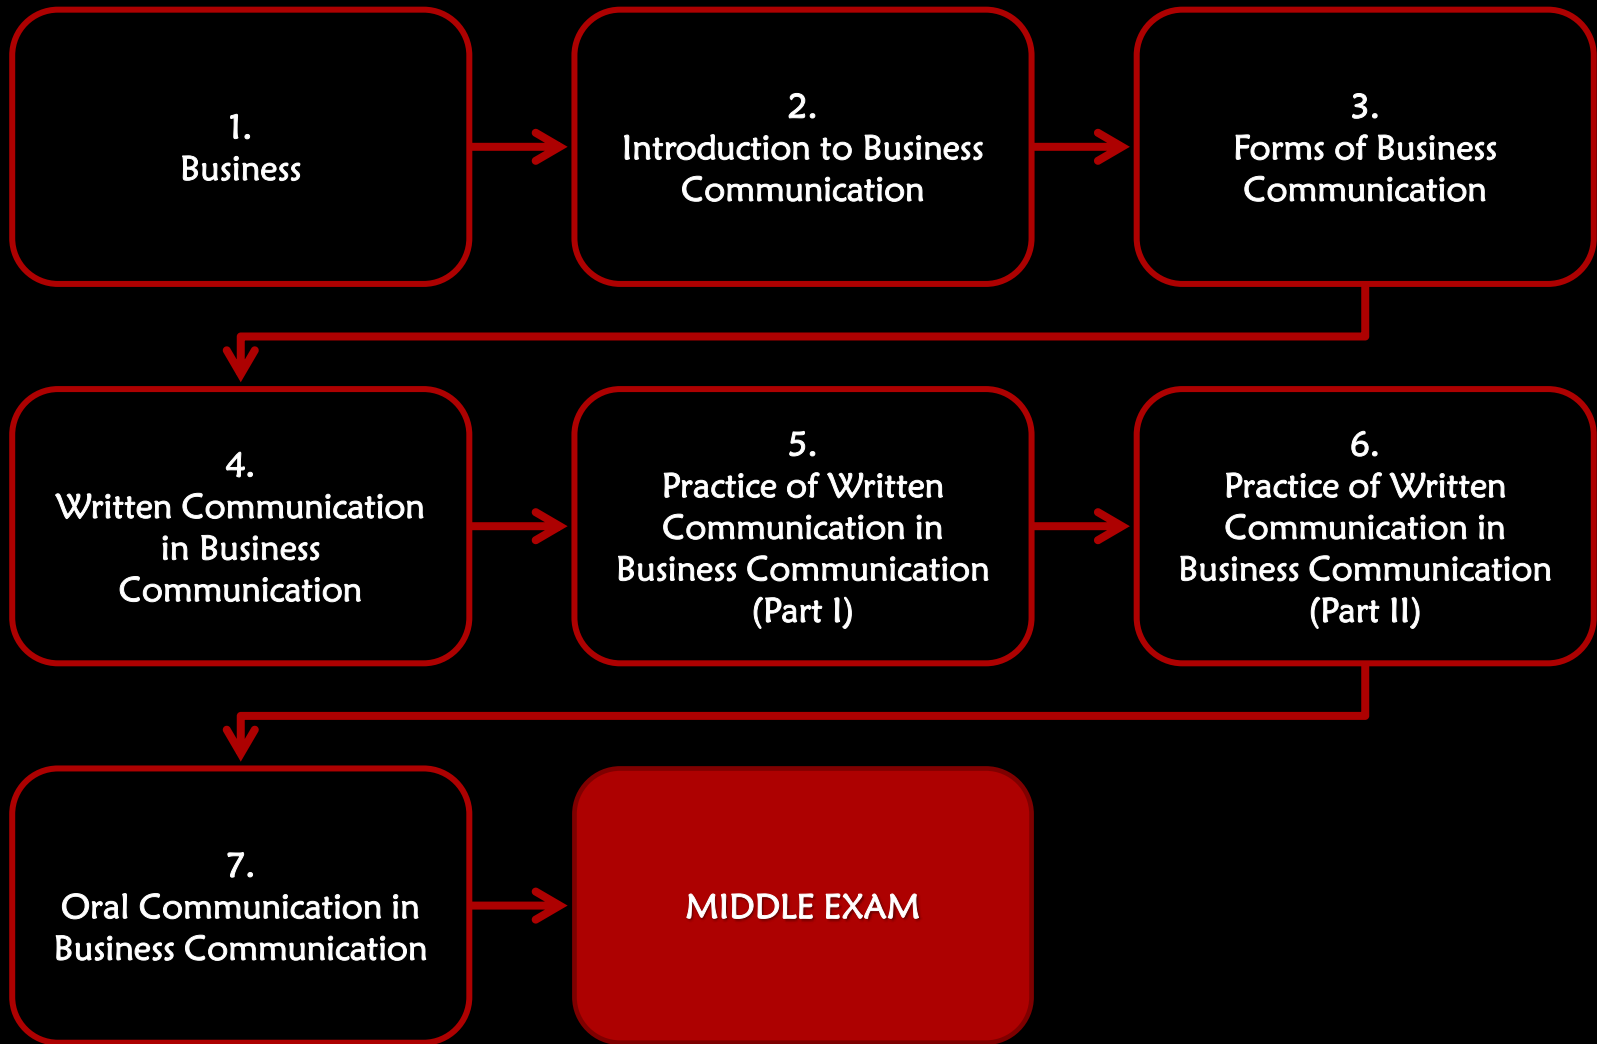 1.
Business
2.
Introduction to Business
Communication
3.
Forms of Business
Communication
4.
Written Communication
in Business
Communication
5.
Practice of Written
Communication in
Business Communication
(Part I)
6.
Practice of Written
Communication in
Business Communication
(Part II)
7.
Oral Communication in
Business Communication
MIDDLE EXAM